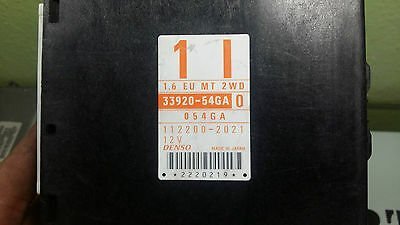 1 I
1.6 EU MT 2WD
33920-54GA 0
054GA
112200-2021
12V
DENSO MADE IN JAPAN
*2220219*